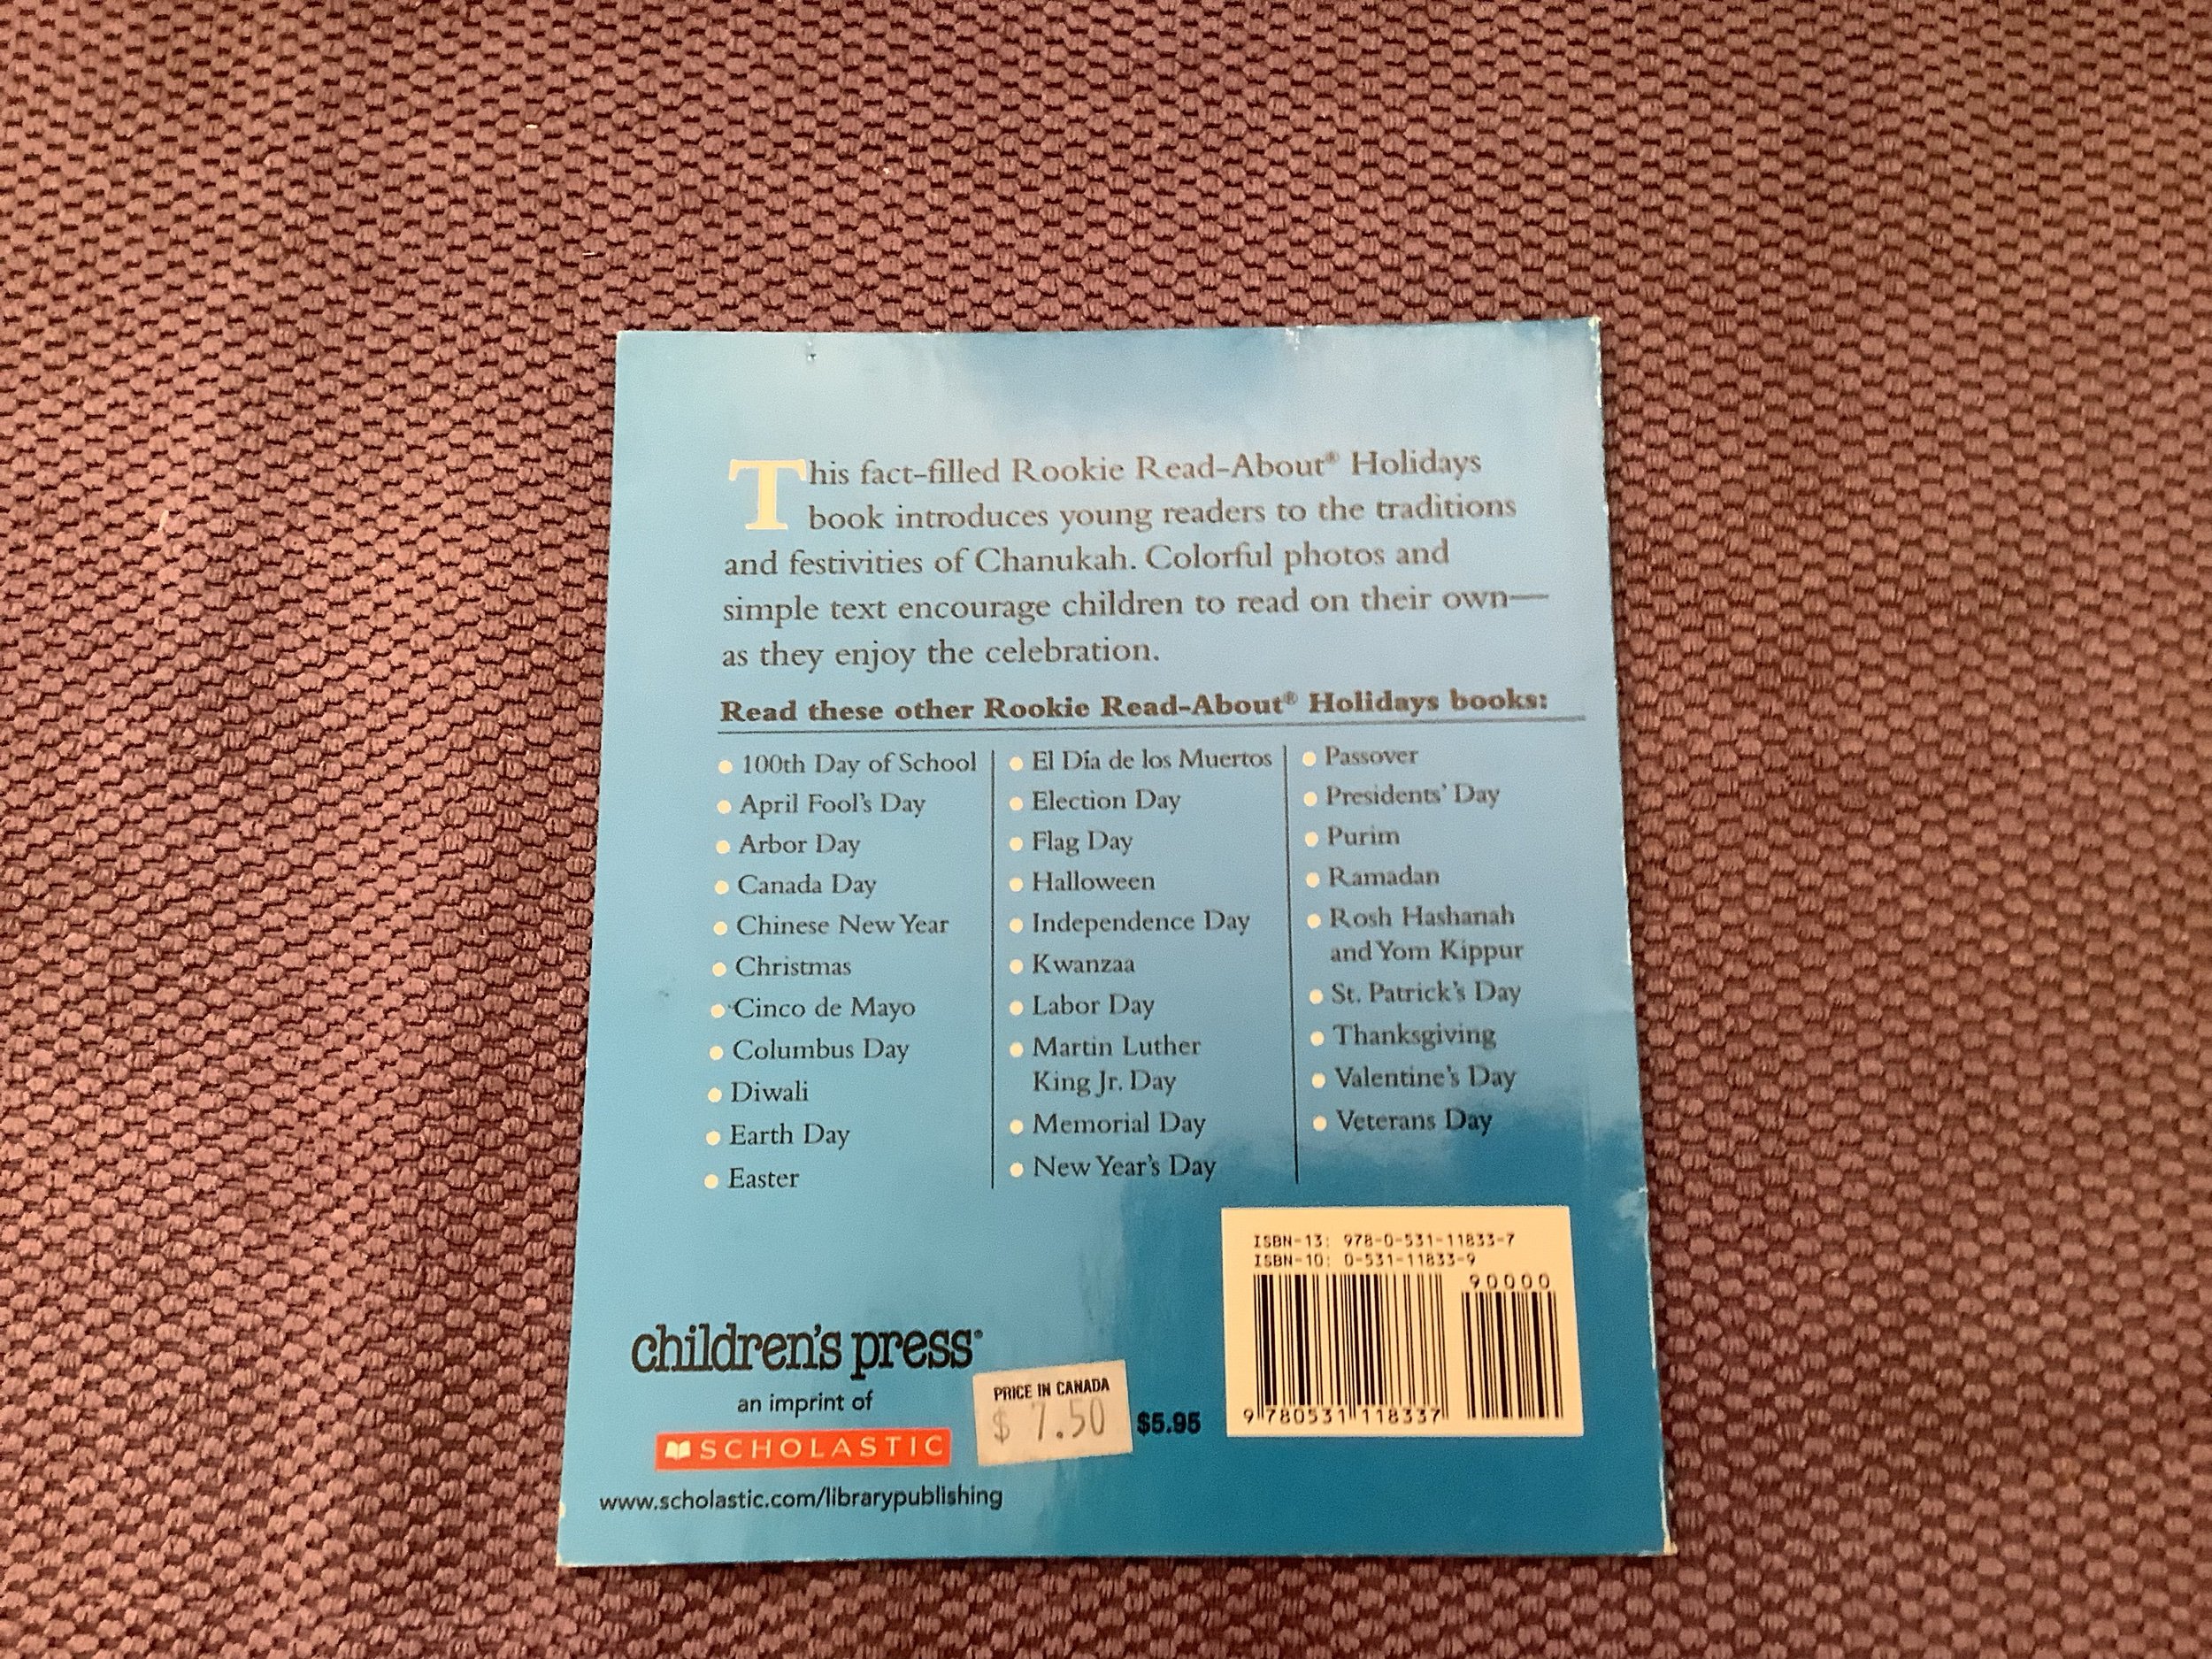 This fact-filled Rookie Read-About® Holidays
book introduces young readers to the traditions
and festivities of Chanukah. Colorful photos and
simple text encourage children to read on their own—
as they enjoy the celebration.
Read these other Rookie Read-About® Holidays books:
• 100th Day of School
• April Fool's Day
• Arbor Day
• Canada Day
• Chinese New Year
• Christmas
• Cinco de Mayo
• Columbus Day
• Diwali
• Earth Day
• Easter
• El Día de los Muertos
• Election Day
• Flag Day
• Halloween
• Independence Day
• Kwanzaa
• Labor Day
• Martin Luther
King Jr. Day
• Memorial Day
• New Year's Day
• Passover
• Presidents' Day
• Purim
• Ramadan
• Rosh Hashanah
and Yom Kippur
• St. Patrick's Day
• Thanksgiving
• Valentine's Day
• Veterans Day
children's press®
an imprint of
SCHOLASTIC
www.scholastic.com/librarypublishing
PRICE IN CANADA
$ 7.50
$5.95
ISBN-13: 978-0-531-11833-7
ISBN-10: 0-531-11833-9
90000
9 780531 118337